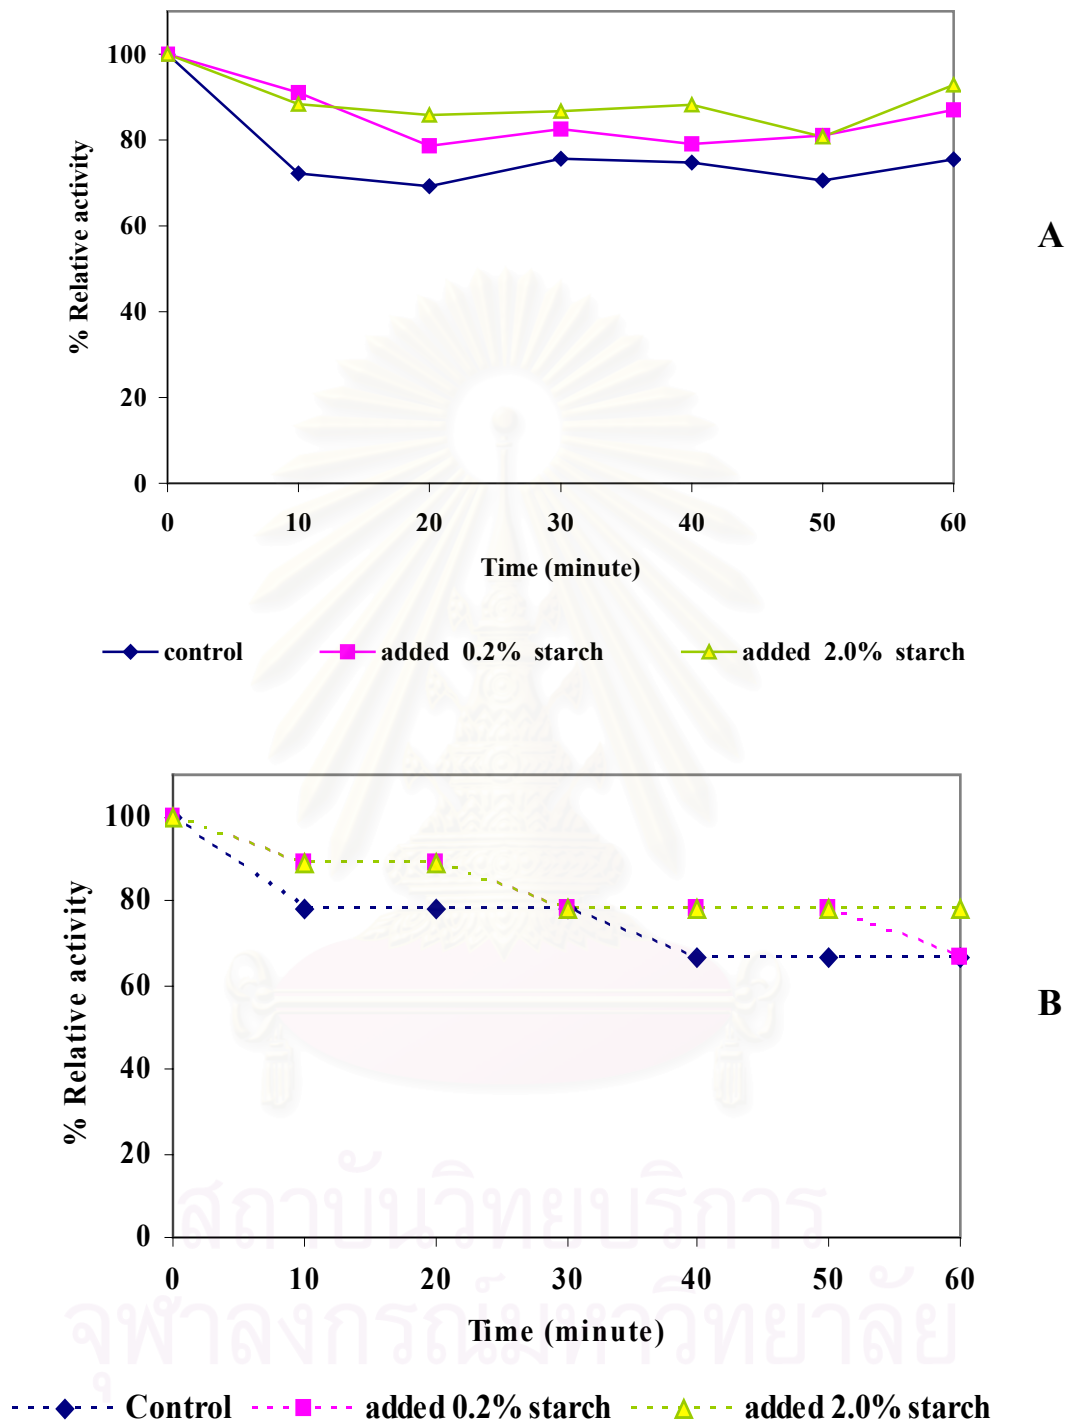 100
80
60
40
20
0
% Relative activity
0 10 20 30 40 50 60
Time (minute)
control added 0.2% starch added 2.0% starch
A
100
80
60
40
20
0
% Relative activity
0 10 20 30 40 50 60
Time (minute)
Control added 0.2% starch added 2.0% starch
B
สถาบันวิทยบริการ
จุฬาลงกรณ์มหาวิทยาลัย